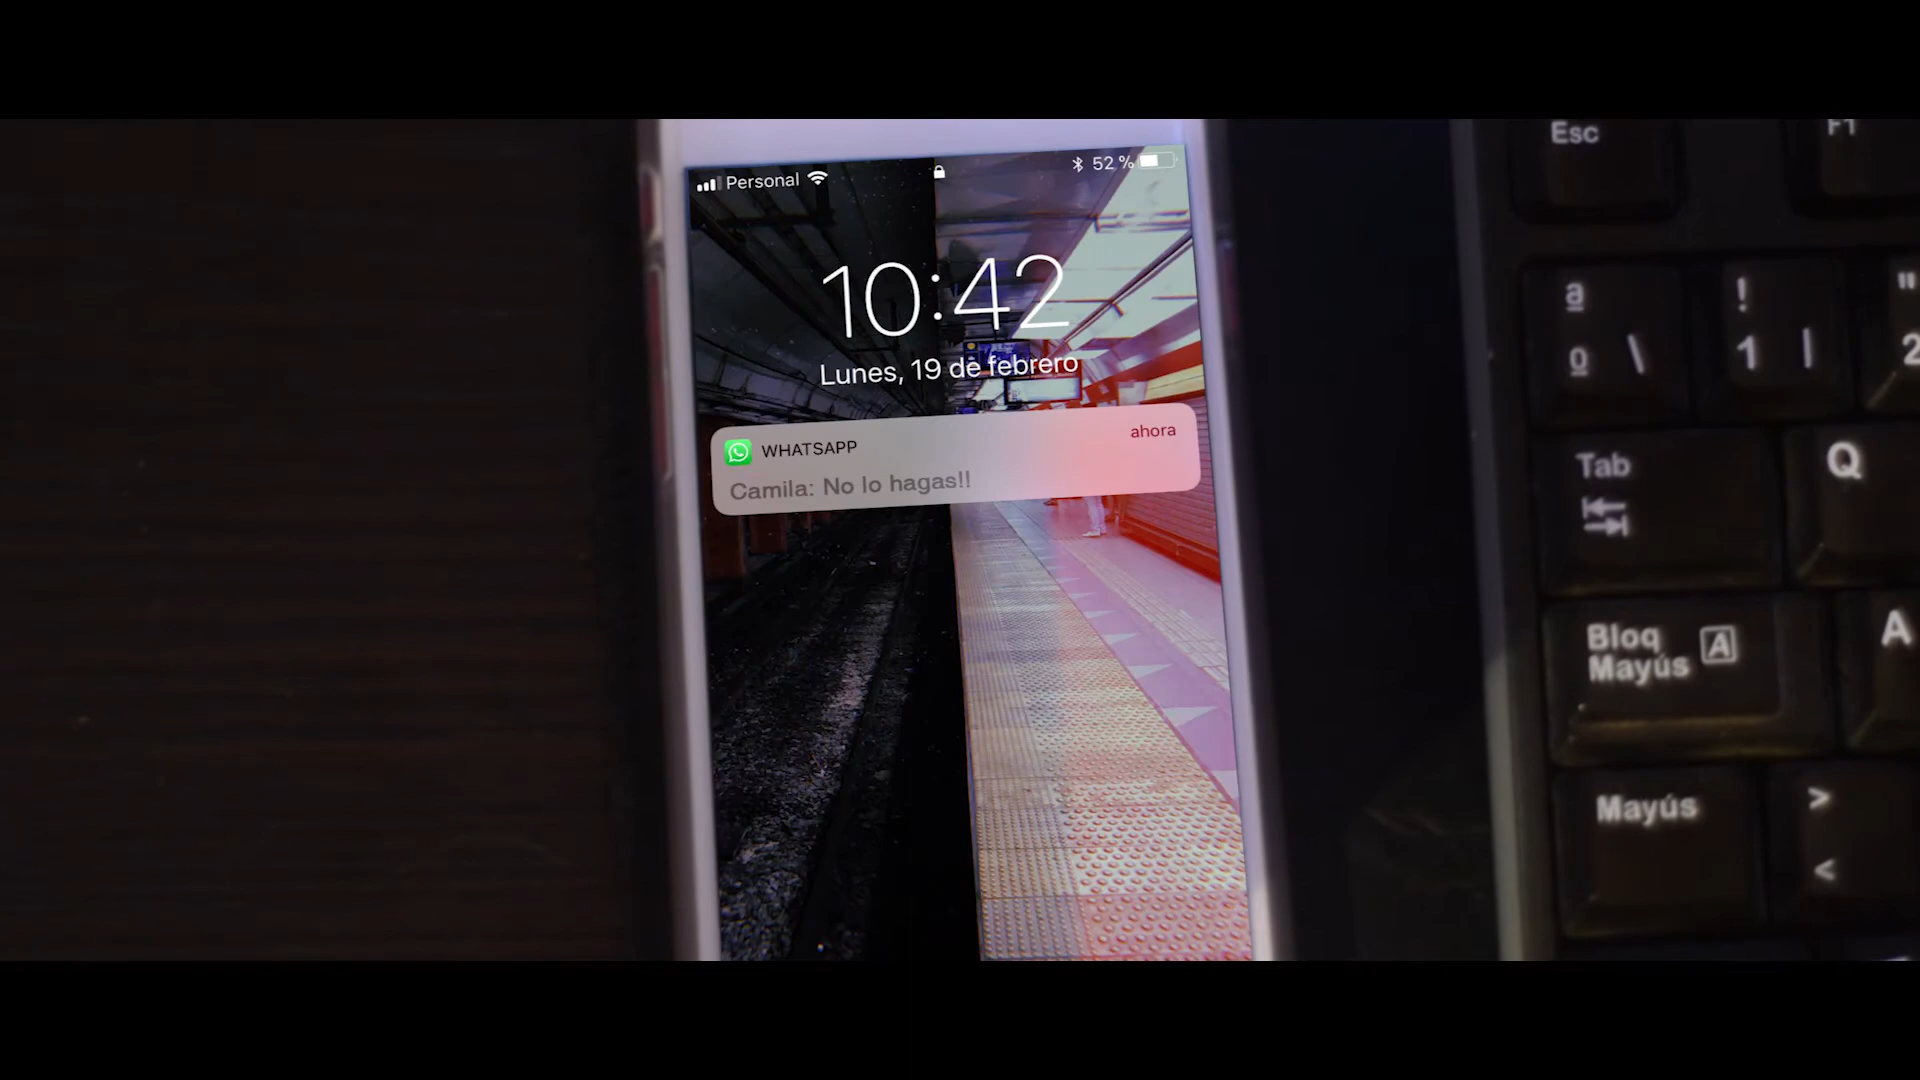 Personal
52 %
10:42
Lunes, 19 de febrero
WHATSAPP
ahora
Camila: No lo hagas!!
Esc
F1
a ! "
o \ 1 | 2
Tab Q
Bloq A A
Mayús
Mayús >
<